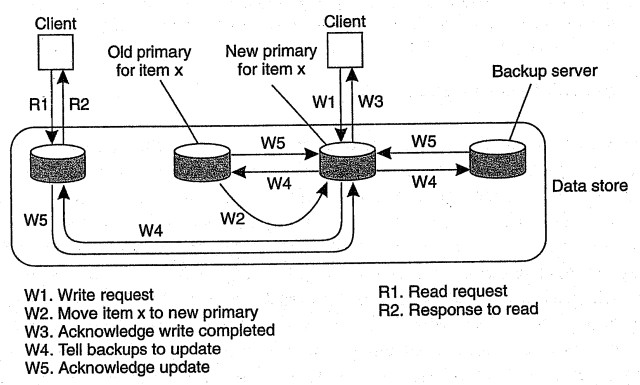 Client
Client
Old primary
for item x
New primary
for item x
Backup server
R1
R2
W1
W3
W5
W5
W4
W4
W5
W2
W4
Data store
W1. Write request
W2. Move item x to new primary
W3. Acknowledge write completed
W4. Tell backups to update
W5. Acknowledge update
R1. Read request
R2. Response to read